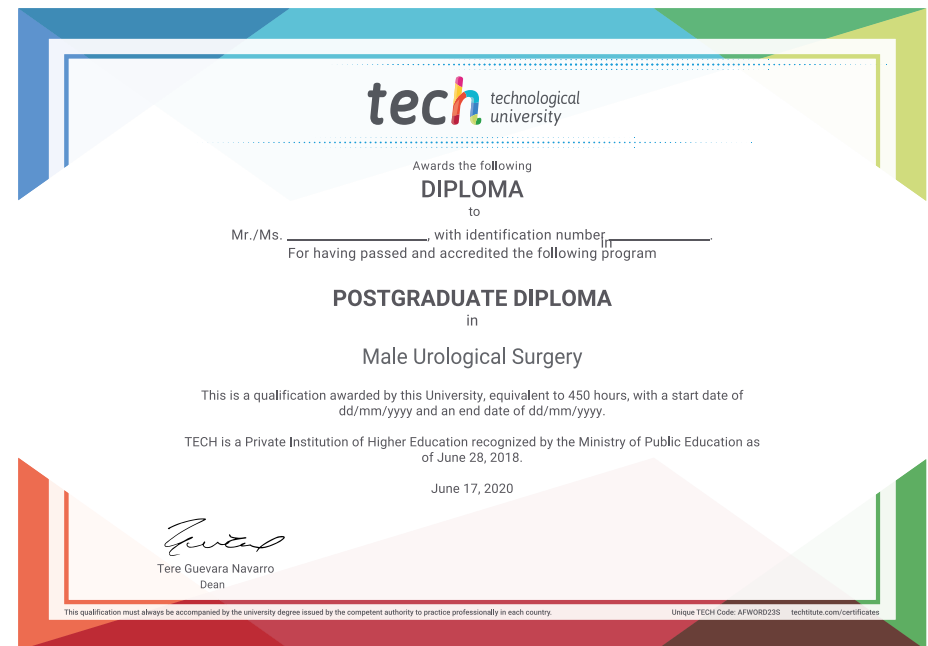 tech technological
university
Awards the following
DIPLOMA
to
Mr./Ms. ____________, with identification number ____________.
in
For having passed and accredited the following program
POSTGRADUATE DIPLOMA
in
Male Urological Surgery
This is a qualification awarded by this University, equivalent to 450 hours, with a start date of
dd/mm/yyyy and an end date of dd/mm/yyyy.
TECH is a Private Institution of Higher Education recognized by the Ministry of Public Education as
of June 28, 2018.
June 17, 2020
Tere Guevara Navarro
Dean
This qualification must always be accompanied by the university degree issued by the competent authority to practice professionally in each country.
Unique TECH Code: AFWORD23S techtitute.com/certificates